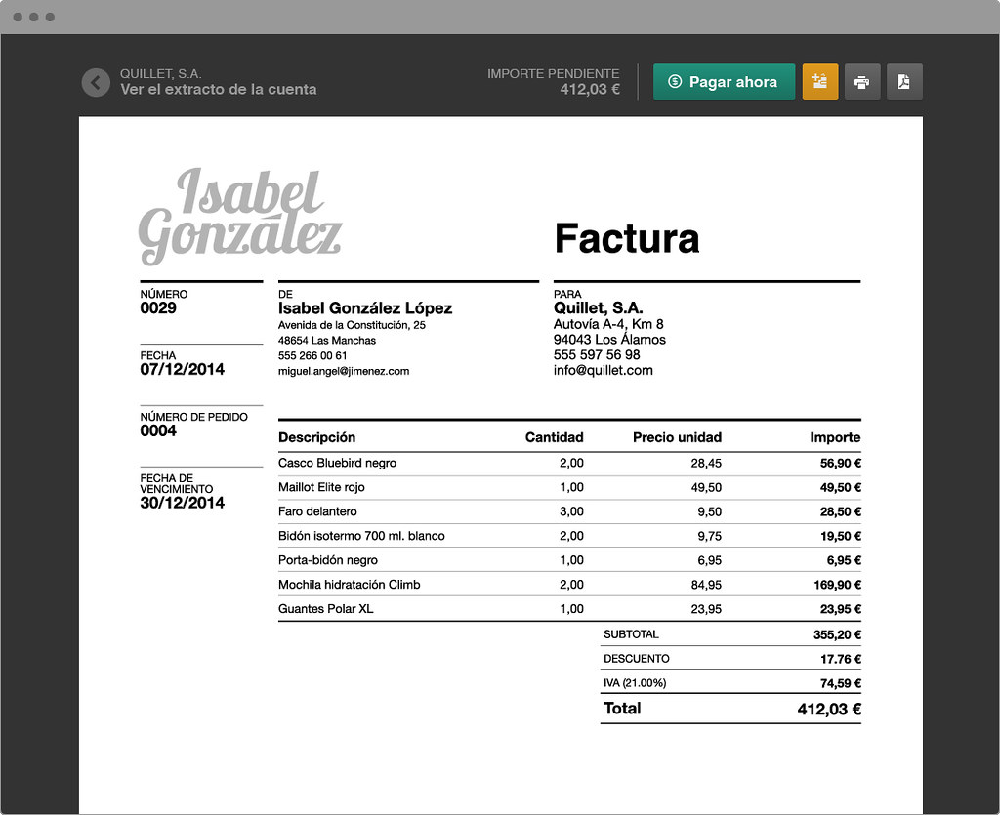 QUILLET, S.A.
Ver el extracto de la cuenta
IMPORTE PENDIENTE
412,03 €
Pagar ahora
Isabel
González
Factura
NÚMERO
0029
FECHA
07/12/2014
NÚMERO DE PEDIDO
0004
FECHA DE
VENCIMIENTO
30/12/2014
DE
Isabel González López
Avenida de la Constitución, 25
48654 Las Manchas
555 266 00 61
miguel.angel@jimenez.com
PARA
Quillet, S.A.
Autovía A-4, Km 8
94043 Los Álamos
555 597 56 98
info@quillet.com
Descripción Cantidad Precio unidad Importe
Casco Bluebird negro 2,00 28,45 56,90 €
Maillot Elite rojo 1,00 49,50 49,50 €
Faro delantero 3,00 9,50 28,50 €
Bidón isotermo 700 ml. blanco 2,00 9,75 19,50 €
Porta-bidón negro 1,00 6,95 6,95 €
Mochila hidratación Climb 2,00 84,95 169,90 €
Guantes Polar XL 1,00 23,95 23,95 €
SUBTOTAL 355,20 €
DESCUENTO 17.76 €
IVA (21.00%) 74,59 €
Total 412,03 €